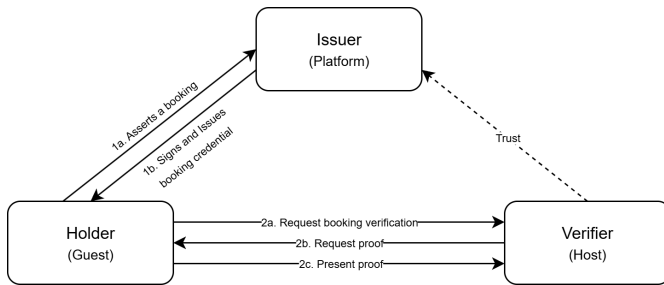 Issuer
(Platform)
1a. Asserts a booking
1b. Signs and Issues
booking credential
Trust
Holder
(Guest)
2a. Request booking verification
2b. Request proof
2c. Present proof
Verifier
(Host)